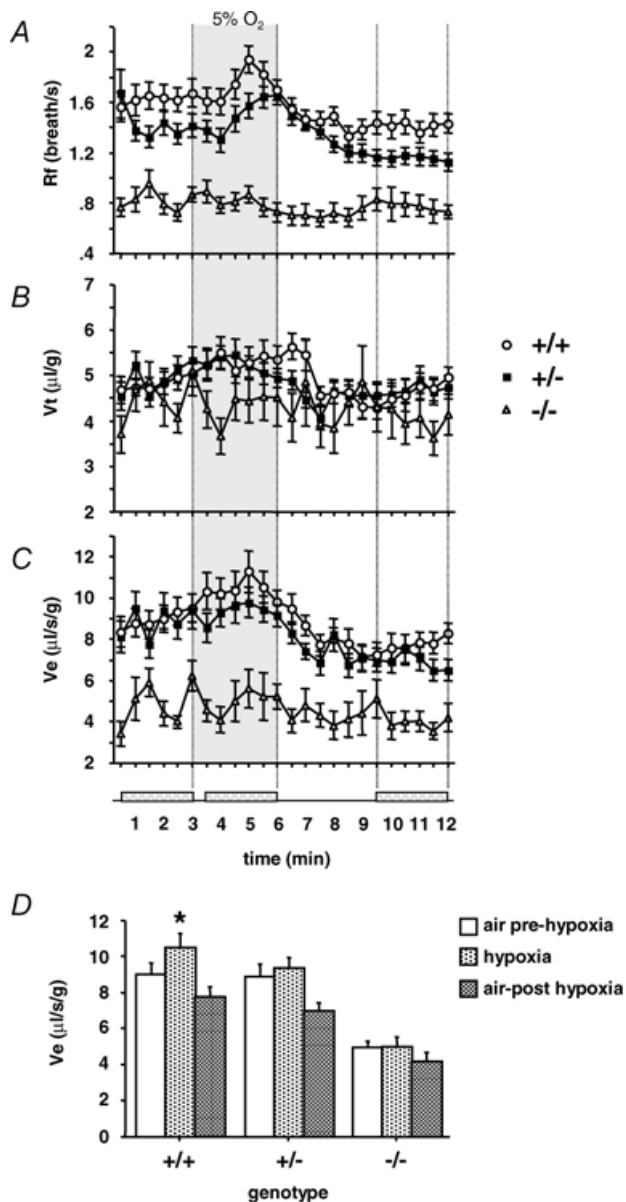 A
5% O₂
2
1.6
1.2
.8
.4
Rf (breath/s)
B
7
6
5
4
3
2
Vt (µl/g)
+/+
+/-
-/-
C
12
10
8
6
4
2
Ve (µl/s/g)
1 2 3 4 5 6 7 8 9 10 11 12
time (min)
D
12
10
8
6
4
2
0
Ve (µl/s/g)
*
air pre-hypoxia
hypoxia
air-post hypoxia
+/+ +/- -/-
genotype